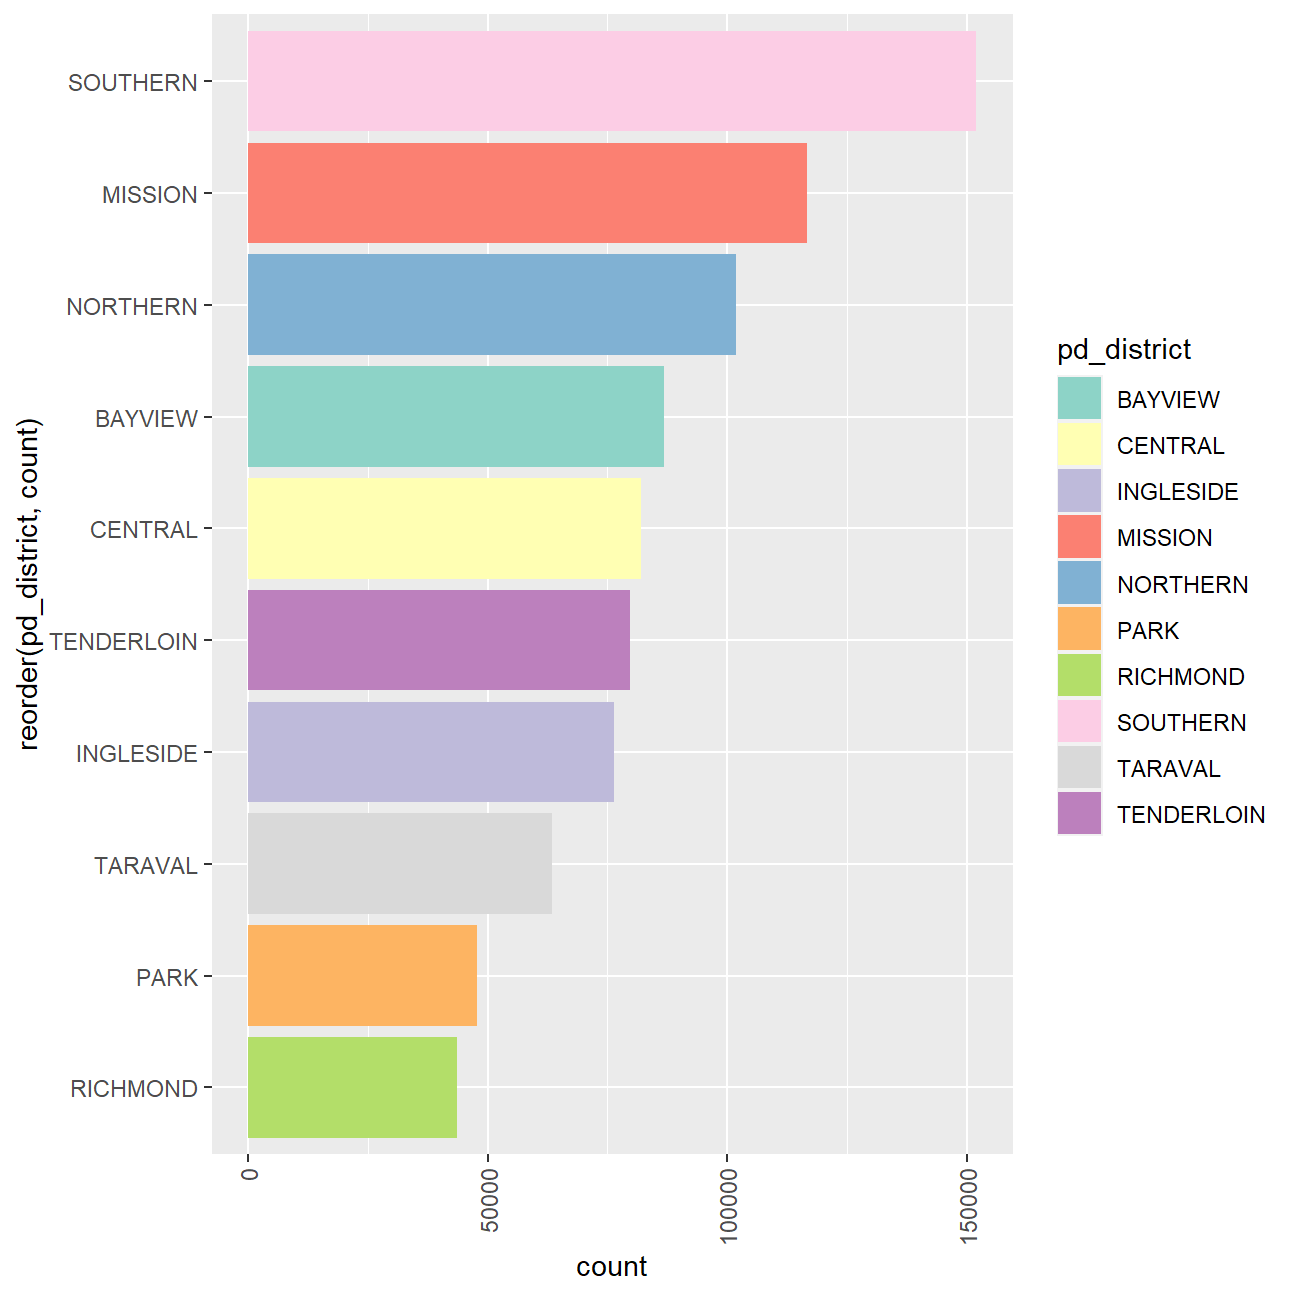 SOUTHERN
MISSION
NORTHERN
BAYVIEW
CENTRAL
TENDERLOIN
INGLESIDE
TARAVAL
PARK
RICHMOND
reorder(pd_district, count)
0
50000
100000
150000
count
pd_district
BAYVIEW
CENTRAL
INGLESIDE
MISSION
NORTHERN
PARK
RICHMOND
SOUTHERN
TARAVAL
TENDERLOIN